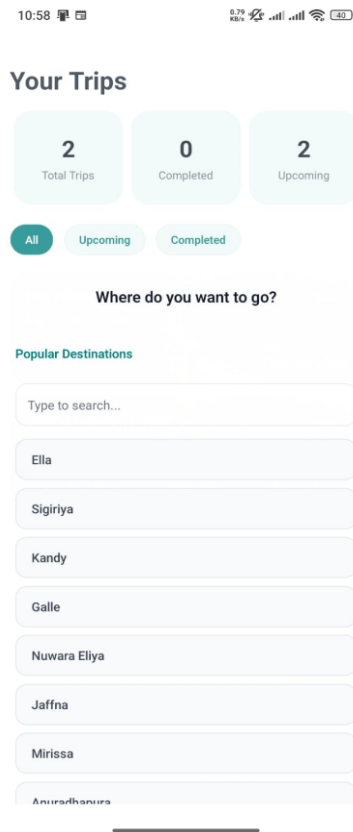 10:58
0.79
KB/s
40
Your Trips
2
0
2
Total Trips
Completed
Upcoming
All
Upcoming
Completed
Where do you want to go?
Popular Destinations
Type to search...
Ella
Sigiriya
Kandy
Galle
Nuwara Eliya
Jaffna
Mirissa
Anuradhapura